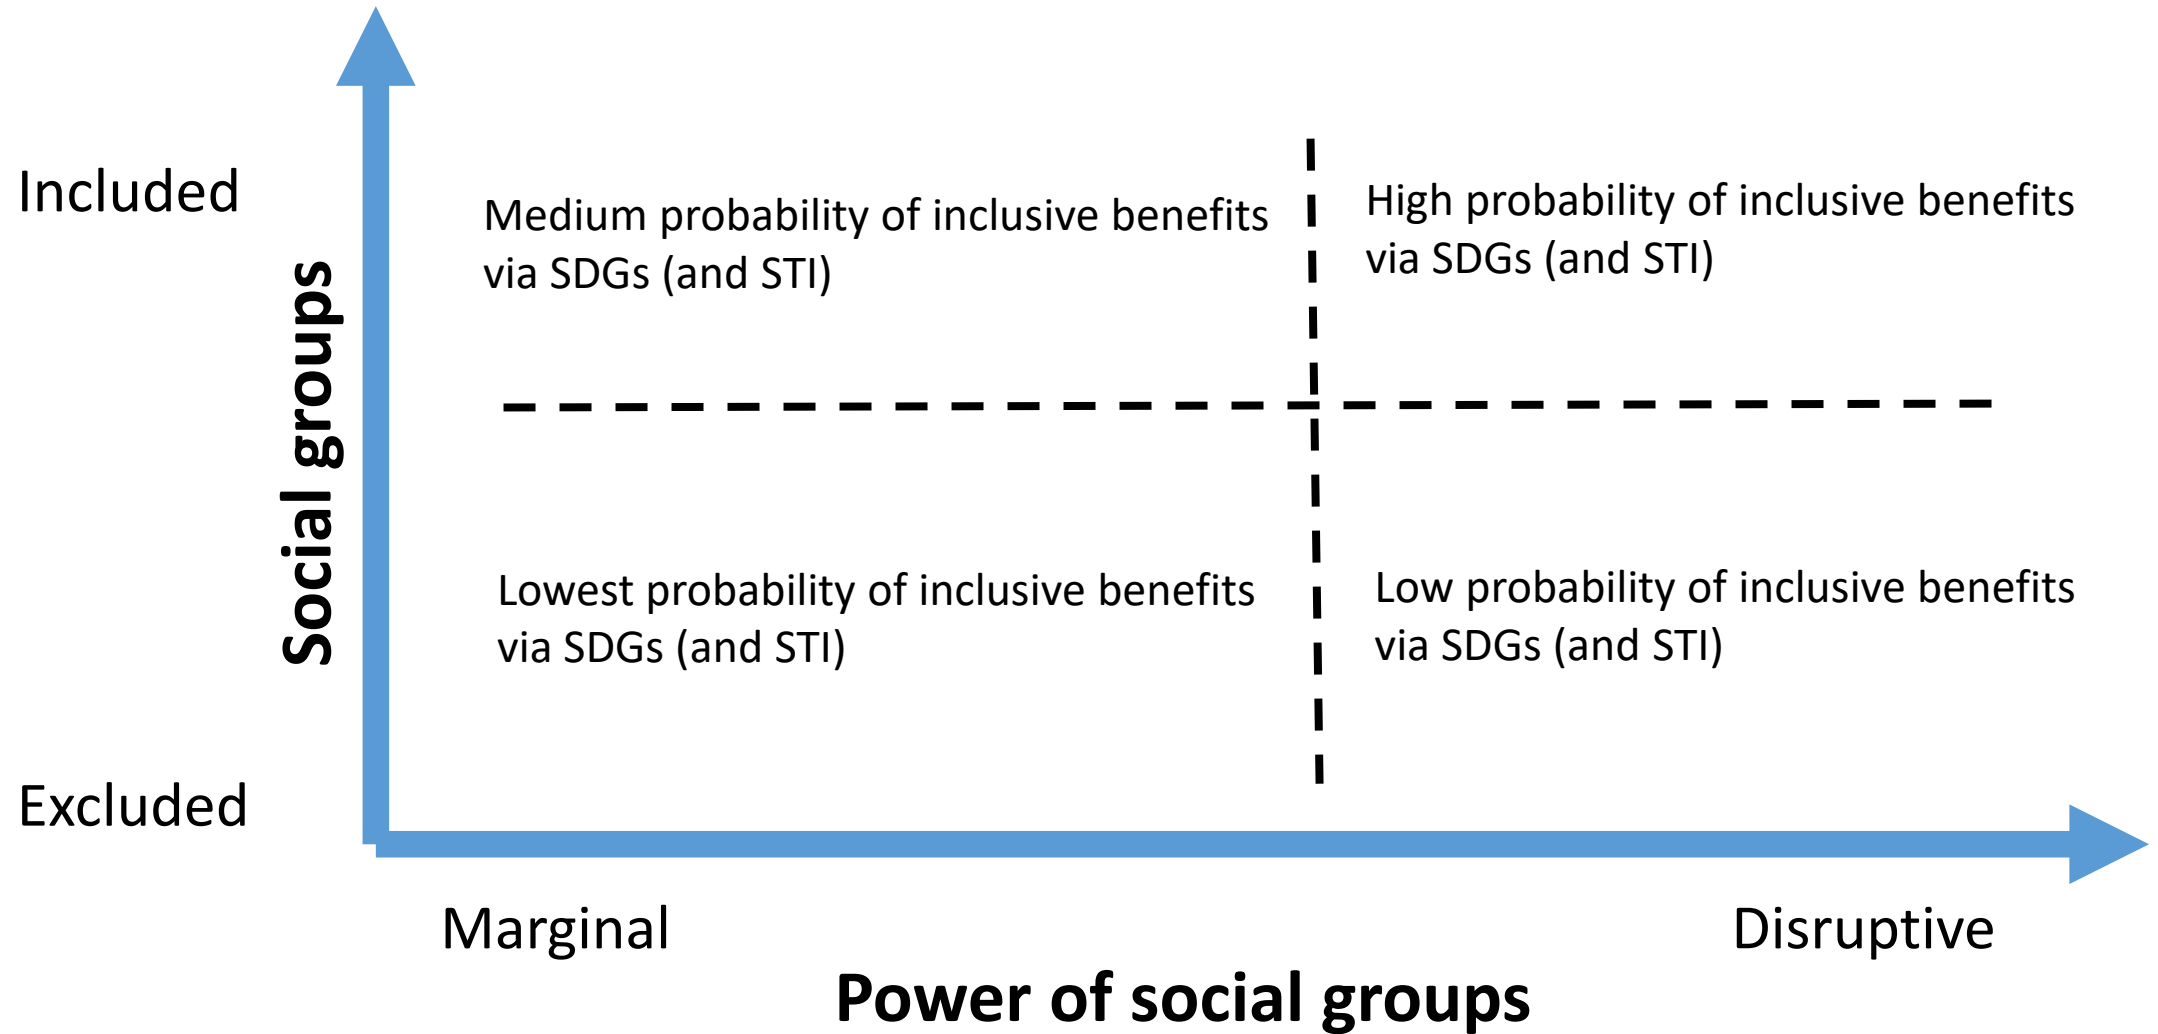 Included
Medium probability of inclusive benefits
via SDGs (and STI)
High probability of inclusive benefits
via SDGs (and STI)
Social groups
Lowest probability of inclusive benefits
via SDGs (and STI)
Low probability of inclusive benefits
via SDGs (and STI)
Excluded
Marginal
Disruptive
Power of social groups